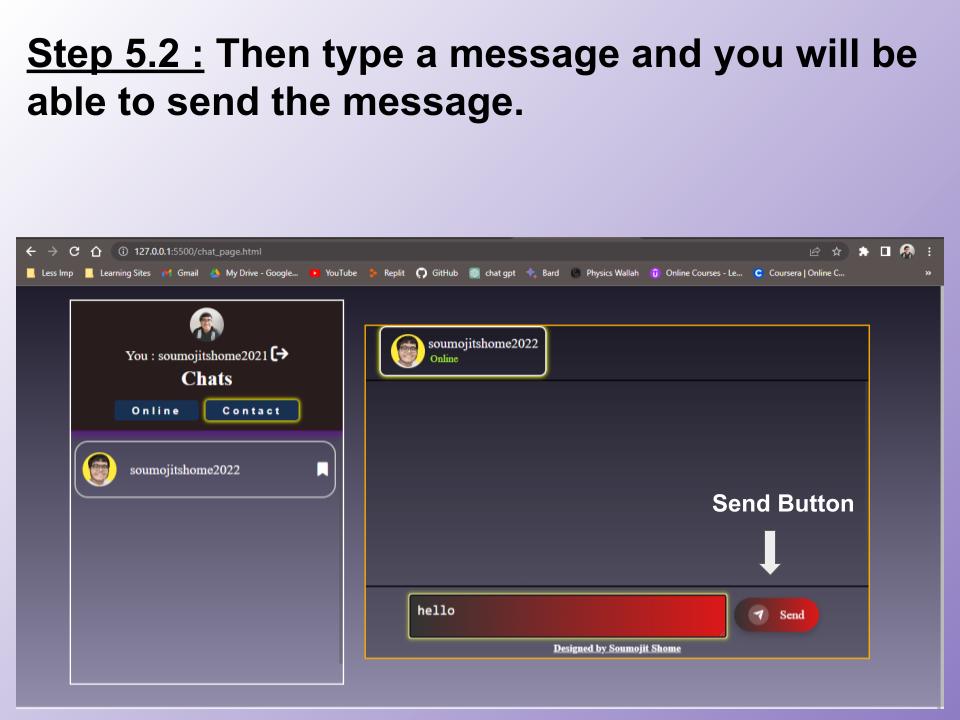 Step 5.2 : Then type a message and you will be
able to send the message.
127.0.0.1:5500/chat_page.html
Less Imp Learning Sites Gmail My Drive - Google... YouTube Replit GitHub chat gpt Bard Physics Wallah Online Courses - Le... Coursera | Online C... »
You : soumojitshome2021
Chats
Online Contact
soumojitshome2022
soumojitshome2022
Online
Send Button
hello
Send
Designed by Soumojit Shome